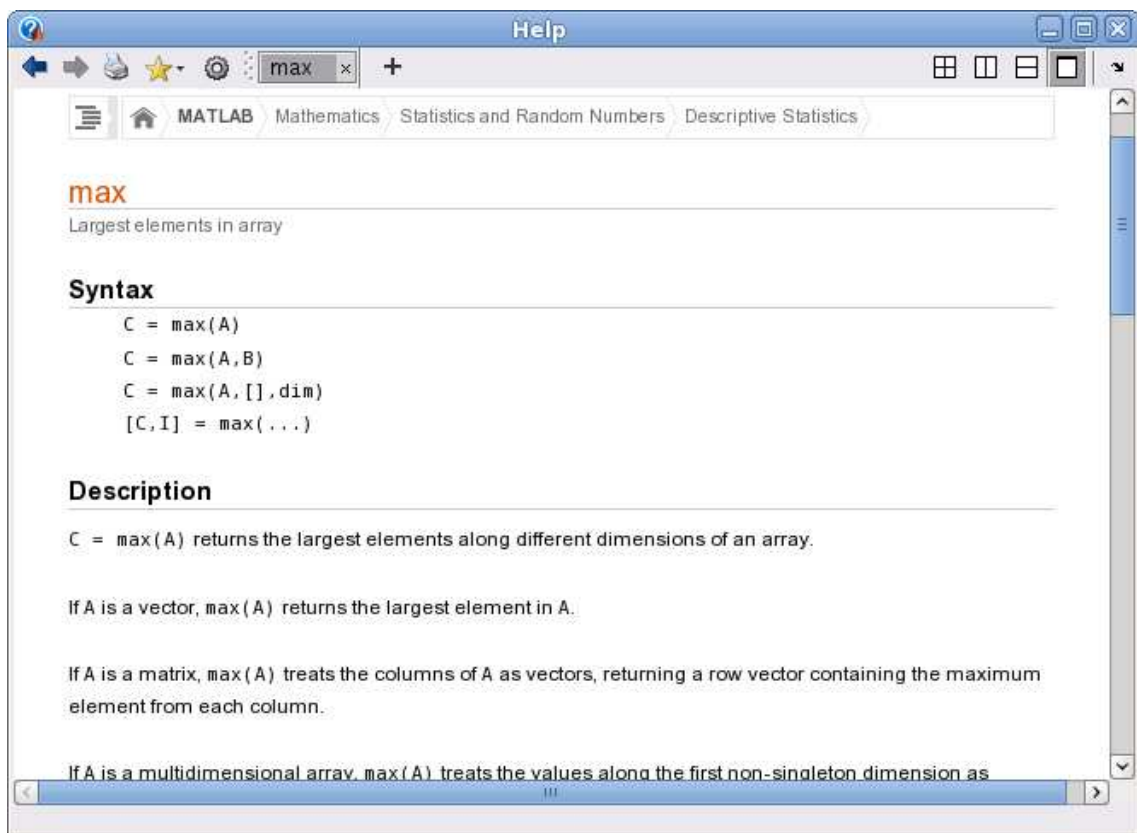 Help
max
MATLAB Mathematics Statistics and Random Numbers Descriptive Statistics
max
Largest elements in array
Syntax
C = max(A)
C = max(A,B)
C = max(A,[],dim)
[C,I] = max(...)
Description
C = max(A) returns the largest elements along different dimensions of an array.
If A is a vector, max(A) returns the largest element in A.
If A is a matrix, max(A) treats the columns of A as vectors, returning a row vector containing the maximum
element from each column.
If A is a multidimensional array, max(A) treats the values along the first non-singleton dimension as